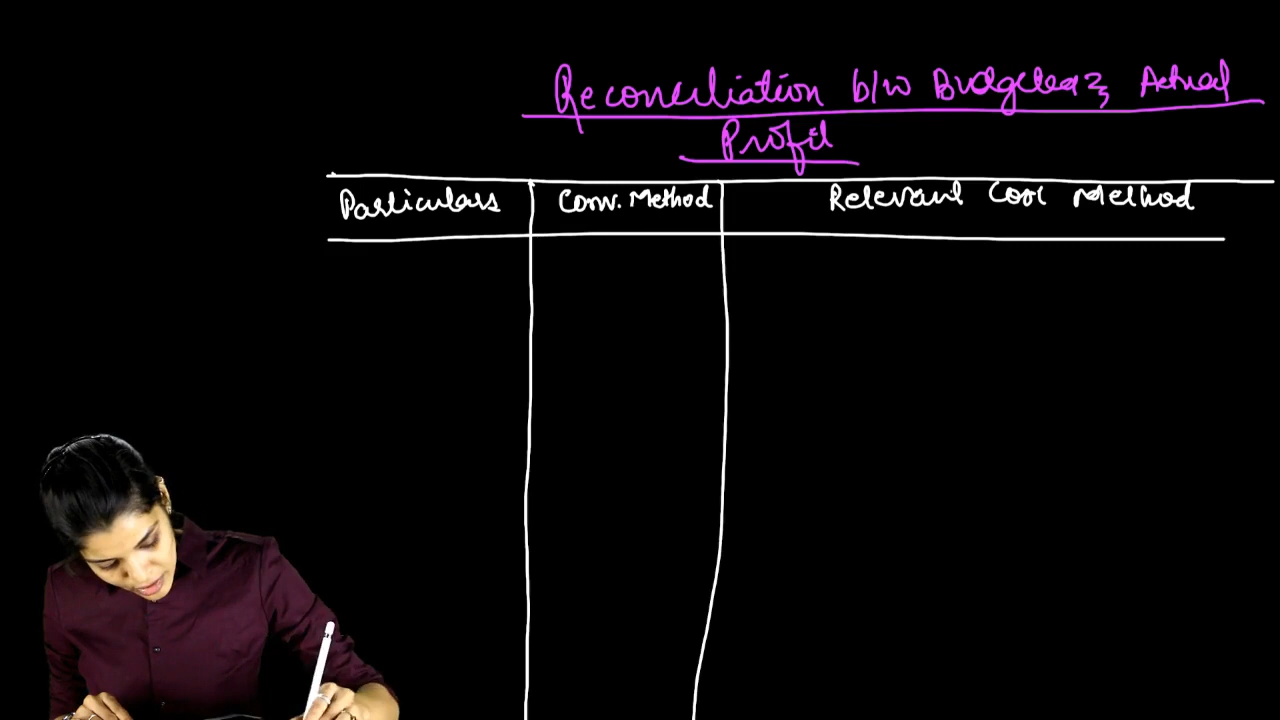 Reconciliation b/w Budgeted & Actual
Profit
Particulars Conv. Method Relevant Cost Method